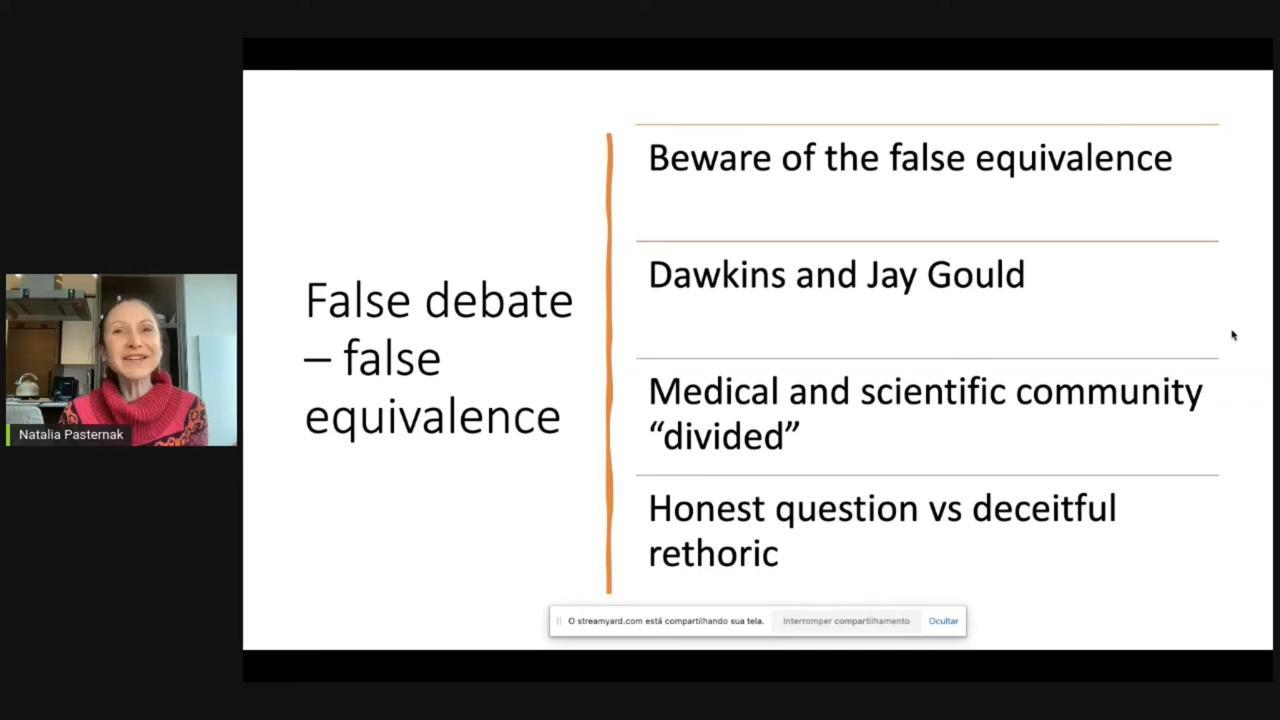 False debate
– false
equivalence
Beware of the false equivalence
Dawkins and Jay Gould
Medical and scientific community
“divided”
Honest question vs deceitful
rethoric
Natalia Pasternak
O streamyard.com está compartilhando sua tela. Interromper compartilhamento Ocultar